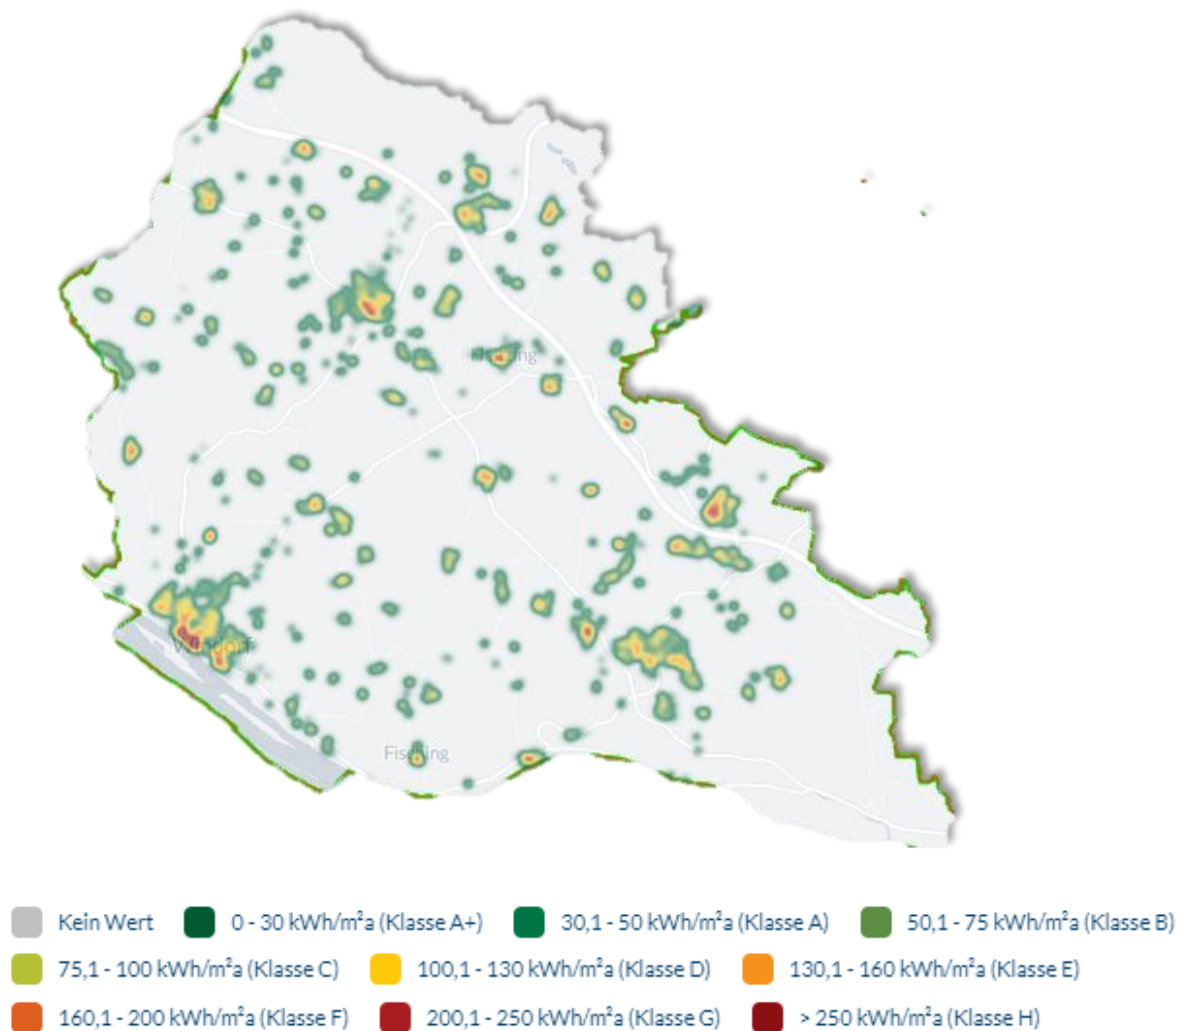 Fisching
Kein Wert 0 - 30 kWh/m²a (Klasse A+) 30,1 - 50 kWh/m²a (Klasse A) 50,1 - 75 kWh/m²a (Klasse B)
75,1 - 100 kWh/m²a (Klasse C) 100,1 - 130 kWh/m²a (Klasse D) 130,1 - 160 kWh/m²a (Klasse E)
160,1 - 200 kWh/m²a (Klasse F) 200,1 - 250 kWh/m²a (Klasse G) > 250 kWh/m²a (Klasse H)